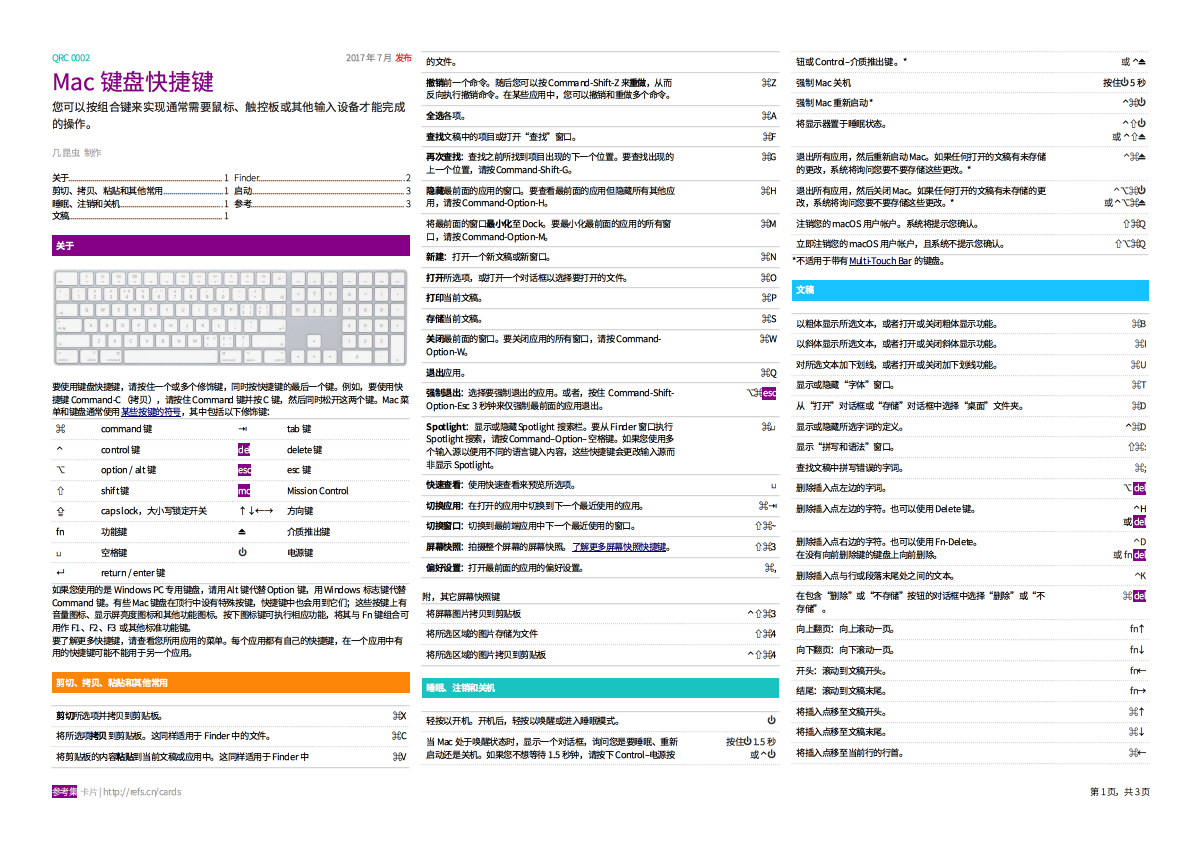 QRC 0002 2017 年 7 月 发布
Mac 键盘快捷键
您可以按组合键来实现通常需要鼠标、触控板或其他输入设备才能完成
的操作。
几昆虫 制作
关于 1 Finder 2
剪切、拷贝、粘贴和其他常用 1 启动 3
睡眠、注销和关机 1 参考 3
文稿 1
关于
要使用键盘快捷键，请按住一个或多个修饰键，同时按快捷键的最后一个键。例如，要使用快
捷键 Command-C（拷贝），请按住 Command 键并按 C 键，然后同时松开这两个键。Mac 菜
单和键盘通常使用某些按键的符号，其中包括以下修饰键：
⌘ command 键 ⇥ tab 键
⌃ control 键 del delete 键
⌥ option / alt 键 esc esc 键
⇧ shift 键 mc Mission Control
⇪ caps lock，大小写锁定开关 ↑↓←→ 方向键
fn 功能键 ⏏ 介质推出键
␣ 空格键 ⏻ 电源键
↵ return / enter 键
如果您使用的是 Windows PC 专用键盘，请用 Alt 键代替 Option 键，用 Windows 标志键代替
Command 键。有些 Mac 键盘在顶行中设有特殊按键，快捷键中也会用到它们；这些按键上有
音量图标、显示屏亮度图标和其他功能图标。按下图标键可执行相应功能，将其与 Fn 键组合可
用作 F1、F2、F3 或其他标准功能键。
要了解更多快捷键，请查看您所用应用的菜单。每个应用都有自己的快捷键，在一个应用中有
用的快捷键可能不能用于另一个应用。
剪切、拷贝、粘贴和其他常用
剪切所选项并拷贝到剪贴板。 ⌘X
将所选项拷贝到剪贴板。这同样适用于 Finder 中的文件。 ⌘C
将剪贴板的内容粘贴到当前文稿或应用中。这同样适用于 Finder 中 ⌘V
的文件。
撤销前一个命令。随后您可以按 Command-Shift-Z 来重做，从而 ⌘Z
反向执行撤销命令。在某些应用中，您可以撤销和重做多个命令。
全选各项。 ⌘A
查找文稿中的项目或打开“查找”窗口。 ⌘F
再次查找：查找之前所找到项目出现的下一个位置。要查找出现的 ⌘G
上一个位置，请按 Command-Shift-G。
隐藏最前面的应用的窗口。要查看最前面的应用但隐藏所有其他应 ⌘H
用，请按 Command-Option-H。
将最前面的窗口最小化至 Dock。要最小化最前面的应用的所有窗 ⌘M
口，请按 Command-Option-M。
新建：打开一个新文稿或新窗口。 ⌘N
打开所选项，或打开一个对话框以选择要打开的文件。 ⌘O
打印当前文稿。 ⌘P
存储当前文稿。 ⌘S
关闭最前面的窗口。要关闭应用的所有窗口，请按 Command- ⌘W
Option-W。
退出应用。 ⌘Q
强制退出：选择要强制退出的应用。或者，按住 Command-Shift- ⌥⌘esc
Option-Esc 3 秒钟来仅强制最前面的应用退出。
Spotlight：显示或隐藏 Spotlight 搜索栏。要从 Finder 窗口执行 ⌘␣
Spotlight 搜索，请按 Command–Option– 空格键。如果您使用多
个输入源以便用不同的语言键入内容，这些快捷键会更改输入源而
非显示 Spotlight。
快速查看：使用快速查看来预览所选项。 ␣
切换应用：在打开的应用中切换到下一个最近使用的应用。 ⌘⇥
切换窗口：切换到最前端应用中下一个最近使用的窗口。 ⇧⌘~
屏幕快照：拍摄整个屏幕的屏幕快照。了解更多屏幕快照快捷键。 ⇧⌘3
偏好设置：打开最前面的应用的偏好设置。 ⌘,
附，其它屏幕快照键
将屏幕图片拷贝到剪贴板 ⌃⇧⌘3
将所选区域的图片存储为文件 ⇧⌘4
将所选区域的图片拷贝到剪贴板 ⌃⇧⌘4
睡眠、注销和关机
轻按以开机。开机后，轻按以唤醒或进入睡眠模式。 ⏻
当 Mac 处于唤醒状态时，显示一个对话框，询问您是要睡眠、重新 按住⏻1.5 秒
启动还是关机。如果您不想等待 1.5 秒钟，请按下 Control–电源按 或⌃⏻
钮或 Control–介质推出键。* 或 ⌃⏏
强制 Mac 关机 按住⏻5 秒
强制 Mac 重新启动 * ⌃⌘⏻
将显示器置于睡眠状态。 ⌃⇧⏻
或 ⌃⇧⏏
退出所有应用，然后重新启动 Mac。如果任何打开的文稿有未存储 ⌃⌘⏏
的更改，系统将询问您要不要存储这些更改。*
退出所有应用，然后关闭 Mac。如果任何打开的文稿有未存储的更 ⌃⌥⌘⏻
改，系统将询问您要不要存储这些更改。* 或⌃⌥⌘⏏
注销您的 macOS 用户帐户。系统将提示您确认。 ⇧⌘Q
立即注销您的 macOS 用户帐户，且系统不提示您确认。 ⇧⌥⌘Q
*不适用于带有 Multi-Touch Bar 的键盘。
文稿
以粗体显示所选文本，或者打开或关闭粗体显示功能。 ⌘B
以斜体显示所选文本，或者打开或关闭斜体显示功能。 ⌘I
对所选文本加下划线，或者打开或关闭加下划线功能。 ⌘U
显示或隐藏“字体”窗口。 ⌘T
从“打开”对话框或“存储”对话框中选择“桌面”文件夹。 ⌘D
显示或隐藏所选字词的定义。 ⌃⌘D
显示“拼写和语法”窗口。 ⇧⌘:
查找文稿中拼写错误的字词。 ⌘;
删除插入点左边的字词。 ⌥del
删除插入点左边的字符。也可以使用 Delete 键。 ⌃H
或 del
删除插入点右边的字符。也可以使用 Fn-Delete。 ⌃D
在没有向前删除键的键盘上向前删除。 或 fn del
删除插入点与行或段落末尾处之间的文本。 ⌃K
在包含“删除”或“不存储”按钮的对话框中选择“删除”或“不 ⌘del
存储”。
向上翻页：向上滚动一页。 fn↑
向下翻页：向下滚动一页。 fn↓
开头：滚动到文稿开头。 fn←
结尾：滚动到文稿末尾。 fn→
将插入点移至文稿开头。 ⌘↑
将插入点移至文稿末尾。 ⌘↓
将插入点移至当前行的行首。 ⌘←
参考集 卡片 | http://refs.cn/cards 第 1 页，共 3 页